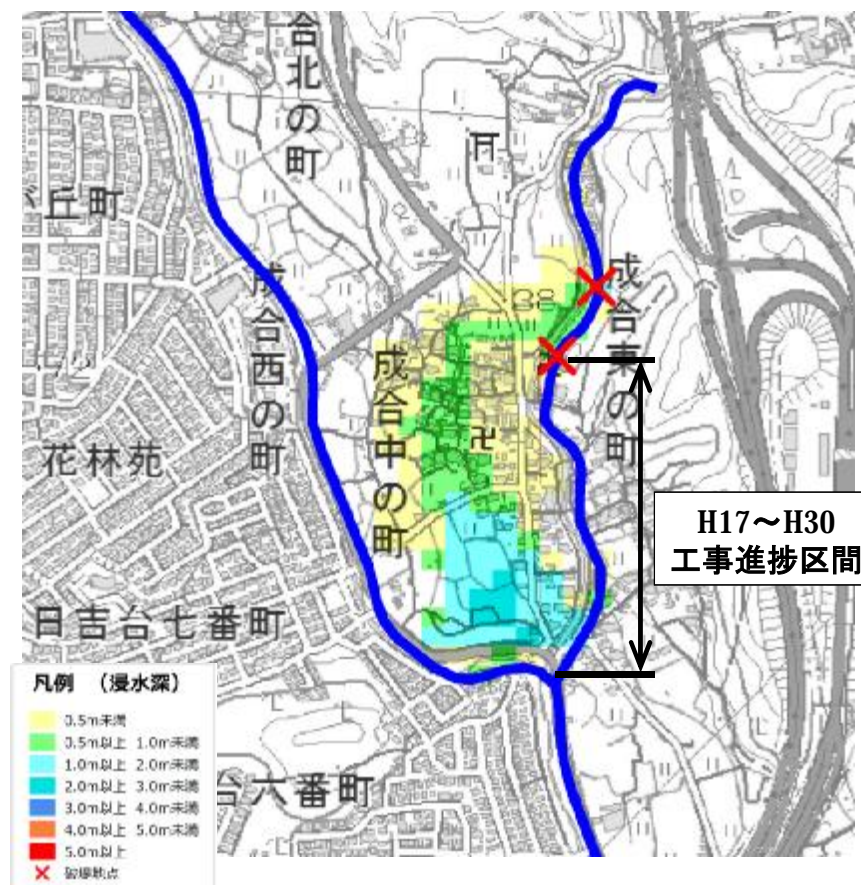 合北の町
丘町
成合西の町
成合東の町
成合中の町
花林苑
H17～H30
工事進捗区間
日吉台七番町
台六番町
凡例 （浸水深）
0.5m未満
0.5m以上 1.0m未満
1.0m以上 2.0m未満
2.0m以上 3.0m未満
3.0m以上 4.0m未満
4.0m以上 5.0m未満
5.0m以上
破堤地点